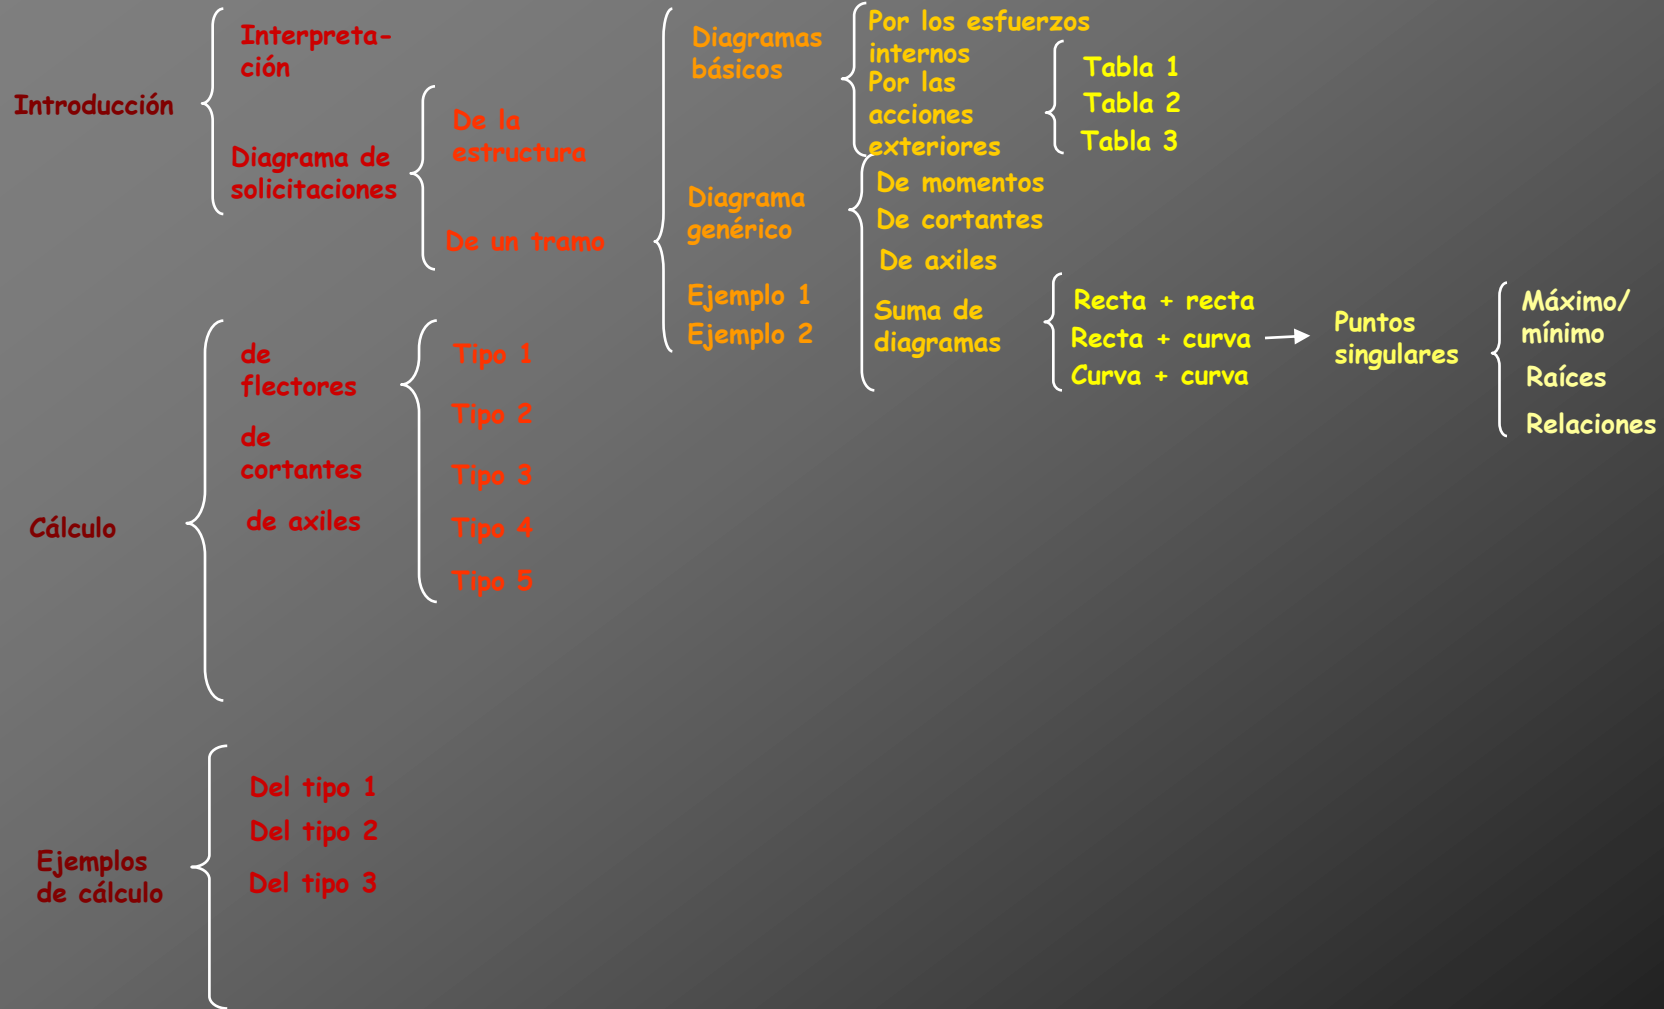 Introducción
Interpreta-
ción
Diagrama de
solicitaciones
De la
estructura
De un tramo
Diagramas
básicos
Por los esfuerzos
internos
Por las
acciones
exteriores
Tabla 1
Tabla 2
Tabla 3
Diagrama
genérico
De momentos
De cortantes
De axiles
Suma de
diagramas
Recta + recta
Recta + curva
Curva + curva
Puntos
singulares
Máximo/
mínimo
Raíces
Relaciones
Ejemplo 1
Ejemplo 2
Cálculo
de
flectores
Tipo 1
Tipo 2
Tipo 3
Tipo 4
Tipo 5
de
cortantes
de axiles
Ejemplos
de cálculo
Del tipo 1
Del tipo 2
Del tipo 3